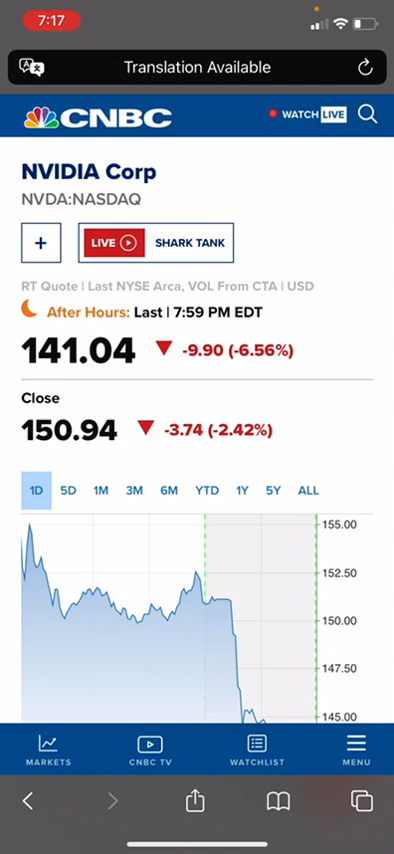 7:17
Translation Available
CNBC
WATCH LIVE
NVIDIA Corp
NVDA:NASDAQ
+
LIVE SHARK TANK
RT Quote | Last NYSE Arca, VOL From CTA | USD
After Hours: Last | 7:59 PM EDT
141.04 ▼ -9.90 (-6.56%)
Close
150.94 ▼ -3.74 (-2.42%)
1D 5D 1M 3M 6M YTD 1Y 5Y ALL
155.00
152.50
150.00
147.50
145.00
MARKETS CNBC TV WATCHLIST MENU